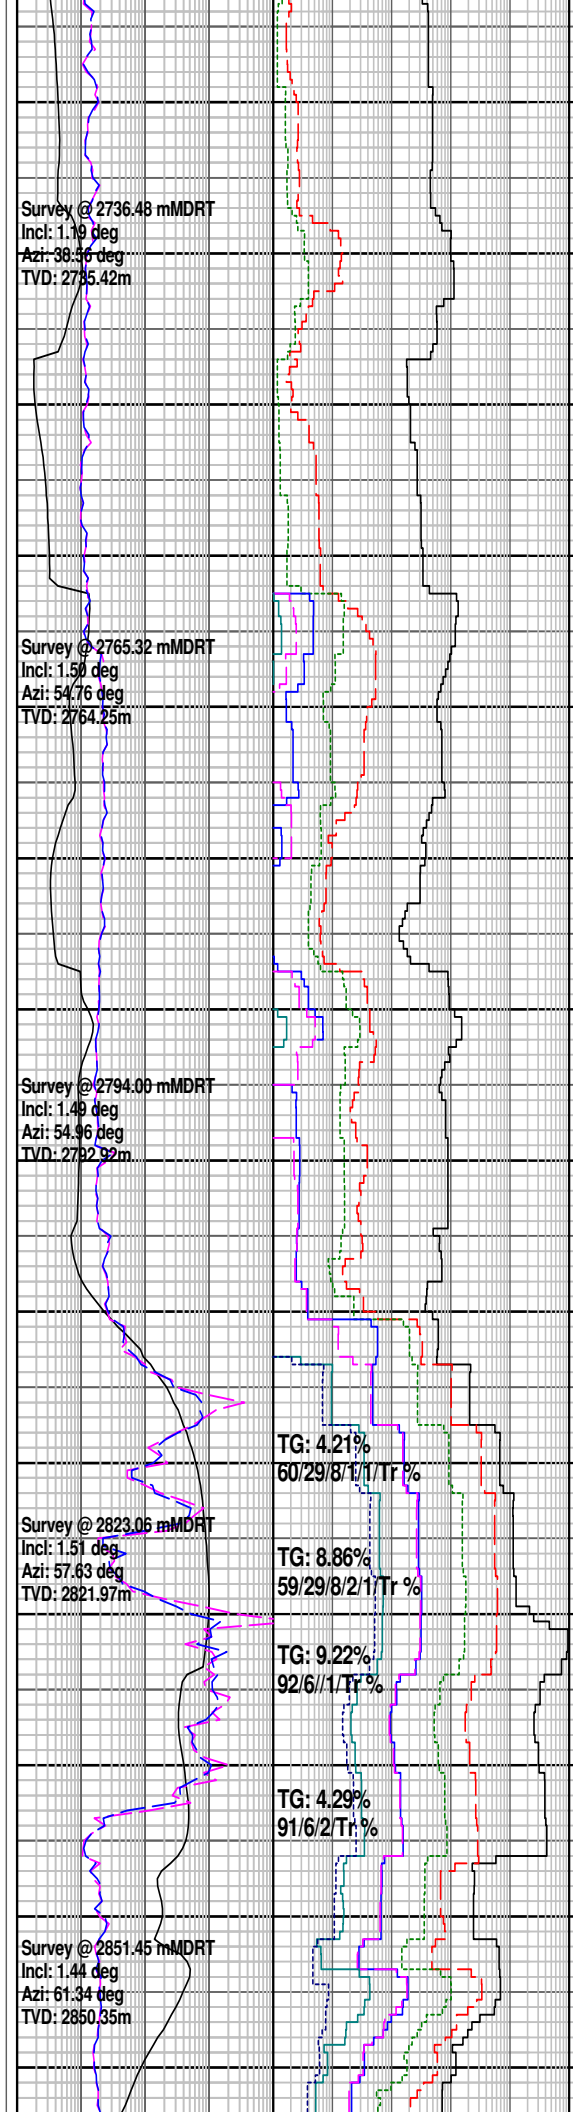 Survey @ 2736.48 mMDRT
Incl: 1.19 deg
Azi: 38.56 deg
TVD: 2735.42m
Survey @ 2765.32 mMDRT
Incl: 1.50 deg
Azi: 54.76 deg
TVD: 2764.25m
Survey @ 2794.00 mMDRT
Incl: 1.49 deg
Azi: 54.96 deg
TVD: 2792.92m
TG: 4.21%
60/29/8/1/1/Tr %
Survey @ 2823.06 mMDRT
Incl: 1.51 deg
Azi: 57.63 deg
TVD: 2821.97m
TG: 8.86%
59/29/8/2/1/Tr %
TG: 9.22%
92/6//1/Tr %
TG: 4.29%
91/6/2/Tr %
Survey @ 2851.45 mMDRT
Incl: 1.44 deg
Azi: 61.34 deg
TVD: 2850.35m